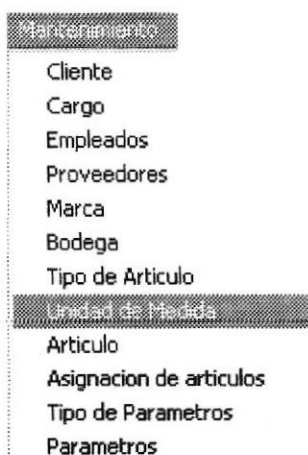 Mantenimiento
Cliente
Cargo
Empleados
Proveedores
Marca
Bodega
Tipo de Articulo
Unidad de Medida
Articulo
Asignacion de articulos
Tipo de Parametros
Parametros